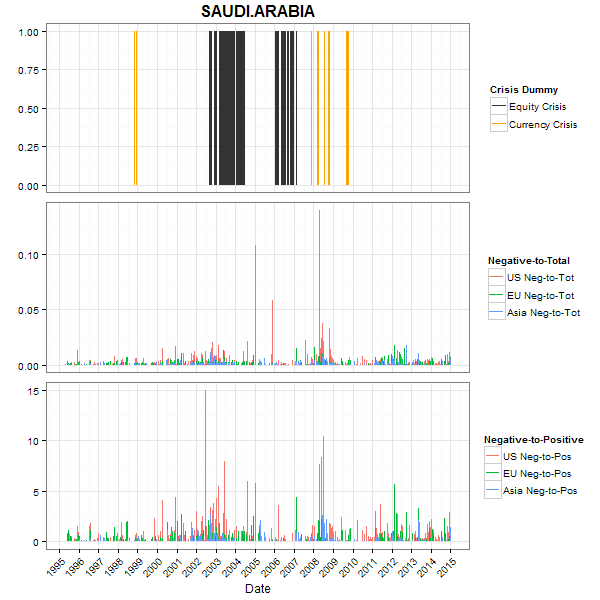 SAUDI.ARABIA
1.00
0.75
0.50
0.25
0.00
Crisis Dummy
Equity Crisis
Currency Crisis
0.10
0.05
0.00
Negative-to-Total
US Neg-to-Tot
EU Neg-to-Tot
Asia Neg-to-Tot
15
10
5
0
Negative-to-Positive
US Neg-to-Pos
EU Neg-to-Pos
Asia Neg-to-Pos
1995 1996 1997 1998 1999 2000 2001 2002 2003 2004 2005 2006 2007 2008 2009 2010 2011 2012 2013 2014 2015
Date